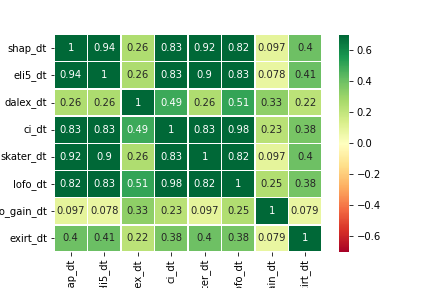 shap_dt 1 0.94 0.26 0.83 0.92 0.82 0.097 0.4
eli5_dt 0.94 1 0.26 0.83 0.9 0.83 0.078 0.41
dalex_dt 0.26 0.26 1 0.49 0.26 0.51 0.33 0.22
ci_dt 0.83 0.83 0.49 1 0.83 0.98 0.23 0.38
skater_dt 0.92 0.9 0.26 0.83 1 0.82 0.097 0.4
lofo_dt 0.82 0.83 0.51 0.98 0.82 1 0.25 0.38
o_gain_dt 0.097 0.078 0.33 0.23 0.097 0.25 1 0.079
exirt_dt 0.4 0.41 0.22 0.38 0.4 0.38 0.079 1
ap_dt
di5_dt
ex_dt
ci_dt
ter_dt
ofo_dt
ain_dt
irt_dt
0.6
0.4
0.2
0.0
−0.2
−0.4
−0.6